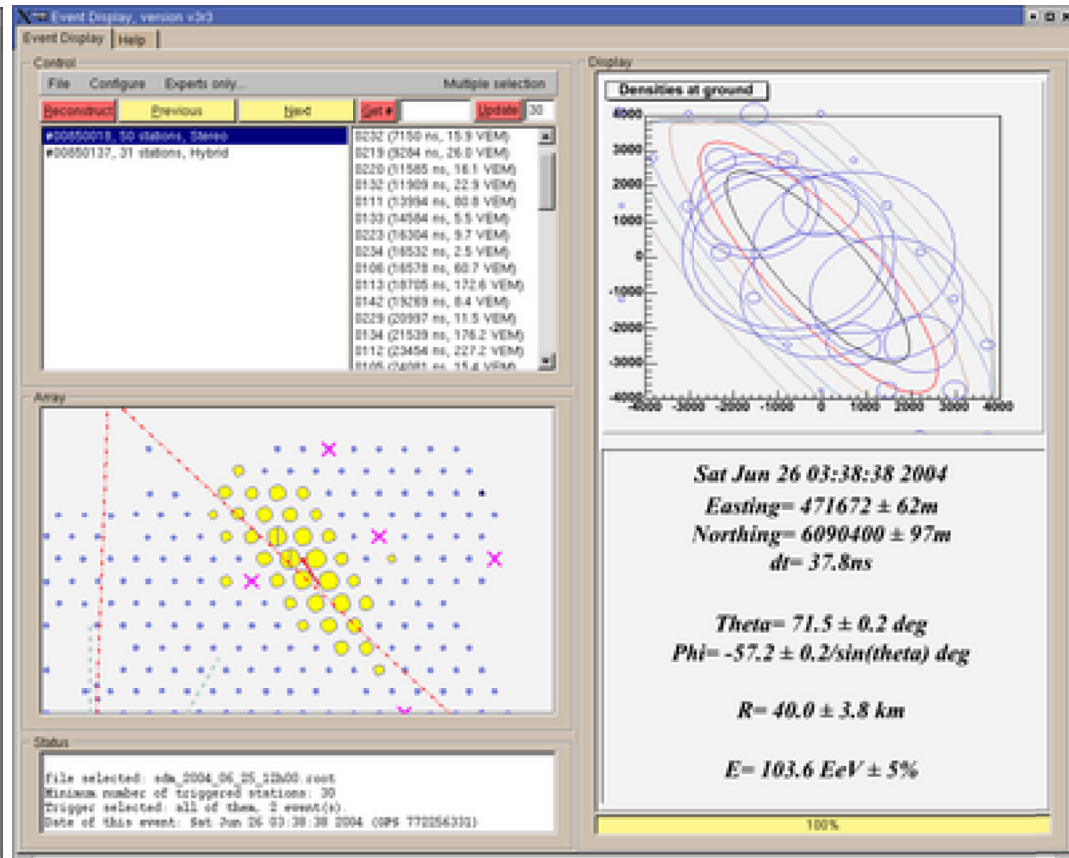 Event Display, version v3r3
Event Display Help
Control
File Configure Experts only... Multiple selection
Reconstruct Previous Next Get # Update 30
#00850018, 50 stations, Stereo
#00850137, 31 stations, Hybrid
0232 (7150 ns, 15.9 VEM)
0219 (9284 ns, 26.0 VEM)
0220 (11585 ns, 16.1 VEM)
0132 (11909 ns, 22.9 VEM)
0111 (13994 ns, 80.8 VEM)
0133 (14584 ns, 5.5 VEM)
0223 (16304 ns, 9.7 VEM)
0234 (16532 ns, 2.5 VEM)
0106 (16578 ns, 60.7 VEM)
0113 (18705 ns, 172.6 VEM)
0142 (19269 ns, 8.4 VEM)
0229 (20997 ns, 11.5 VEM)
0134 (21539 ns, 176.2 VEM)
0112 (23454 ns, 227.2 VEM)
0105 (24081 ns, 15.4 VEM)
Array
Status
file selected: sdm_2004_06_25_12h00.root
Minimum number of triggered stations: 30
Trigger selected: all of them, 2 event(s).
Date of this event: Sat Jun 26 03:38:38 2004 (GPS 772256331)
Display
Densities at ground
4000
3000
2000
1000
0
-1000
-2000
-3000
-4000
-4000 -3000 -2000 -1000 0 1000 2000 3000 4000
Sat Jun 26 03:38:38 2004
Easting= 471672 ± 62m
Northing= 6090400 ± 97m
dt= 37.8ns
Theta= 71.5 ± 0.2 deg
Phi= -57.2 ± 0.2/sin(theta) deg
R= 40.0 ± 3.8 km
E= 103.6 EeV ± 5%
100%